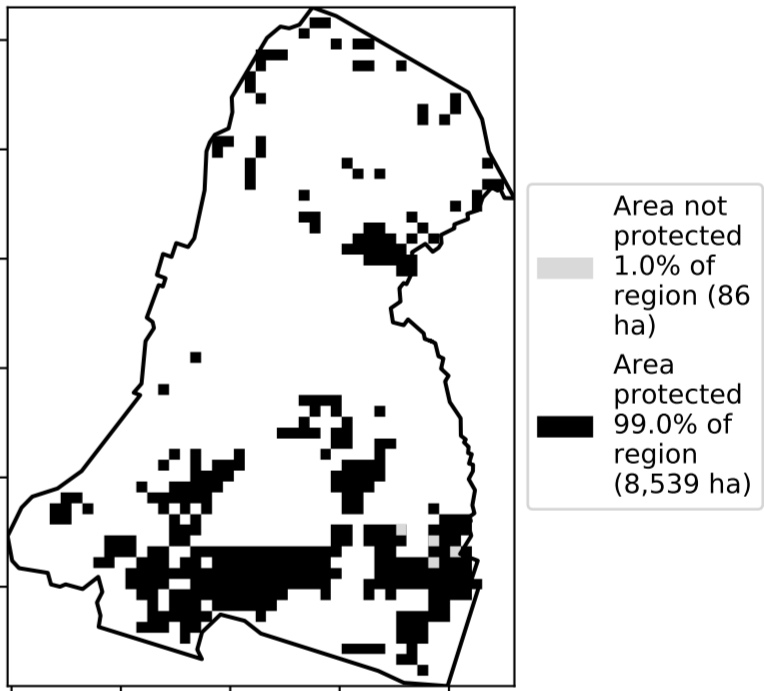 Area not
protected
1.0% of
region (86
ha)
Area
protected
99.0% of
region
(8,539 ha)